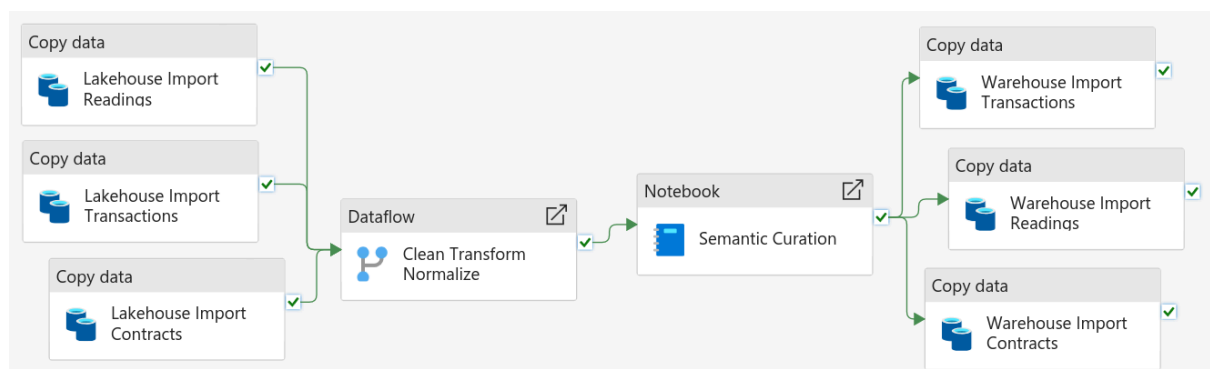 Copy data
Lakehouse Import
Readings
Copy data
Lakehouse Import
Transactions
Copy data
Lakehouse Import
Contracts
Dataflow
Clean Transform
Normalize
Notebook
Semantic Curation
Copy data
Warehouse Import
Transactions
Copy data
Warehouse Import
Readings
Copy data
Warehouse Import
Contracts